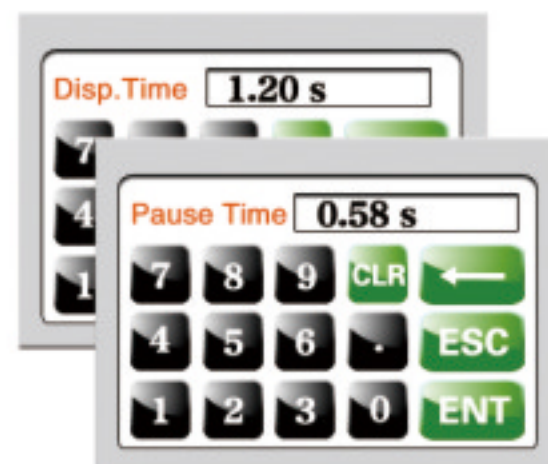 Disp.Time 1.20 s
7
4
1
Pause Time 0.58 s
7 8 9 CLR ←
4 5 6 . ESC
1 2 3 0 ENT